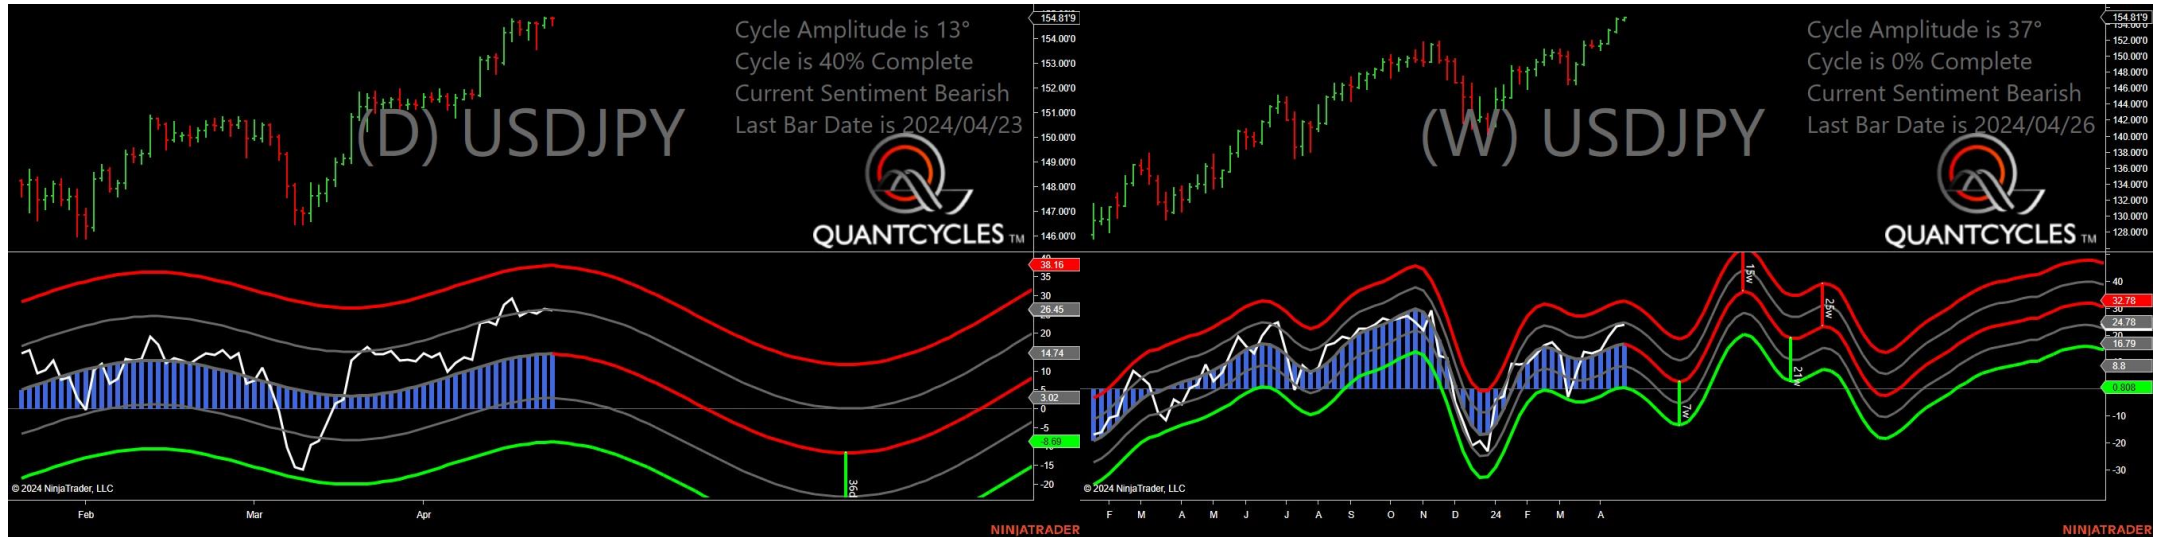 Cycle Amplitude is 13°
Cycle is 40% Complete
Current Sentiment Bearish
Last Bar Date is 2024/04/23
(D) USDJPY
QUANTCYCLES TM
154.81'9
154.00'0
153.00'0
152.00'0
151.00'0
150.00'0
149.00'0
148.00'0
147.00'0
146.00'0
38.16
35
30
26.45
20
14.74
10
5
3.02
0
-5
-8.69
-15
-20
36d
© 2024 NinjaTrader, LLC
Feb Mar Apr
NINJATRADER
Cycle Amplitude is 37°
Cycle is 0% Complete
Current Sentiment Bearish
Last Bar Date is 2024/04/26
(W) USDJPY
QUANTCYCLES TM
154.81'9
152.00'0
150.00'0
148.00'0
146.00'0
144.00'0
142.00'0
140.00'0
138.00'0
136.00'0
134.00'0
132.00'0
130.00'0
128.00'0
15w
25w
21w
7w
40
32.78
24.78
16.79
8.8
0.808
-10
-20
-30
© 2024 NinjaTrader, LLC
F M A M J J A S O N D 24 F M A
NINJATRADER